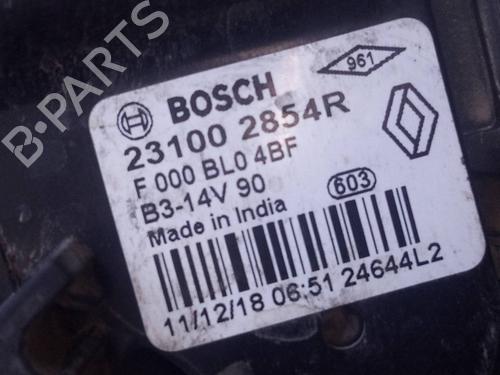 BOSCH
961
23100 2854R
F 000 BL0 4BF
B3-14V 90
603
Made in India
11/12/18 06:51 24644L2
B-PARTS